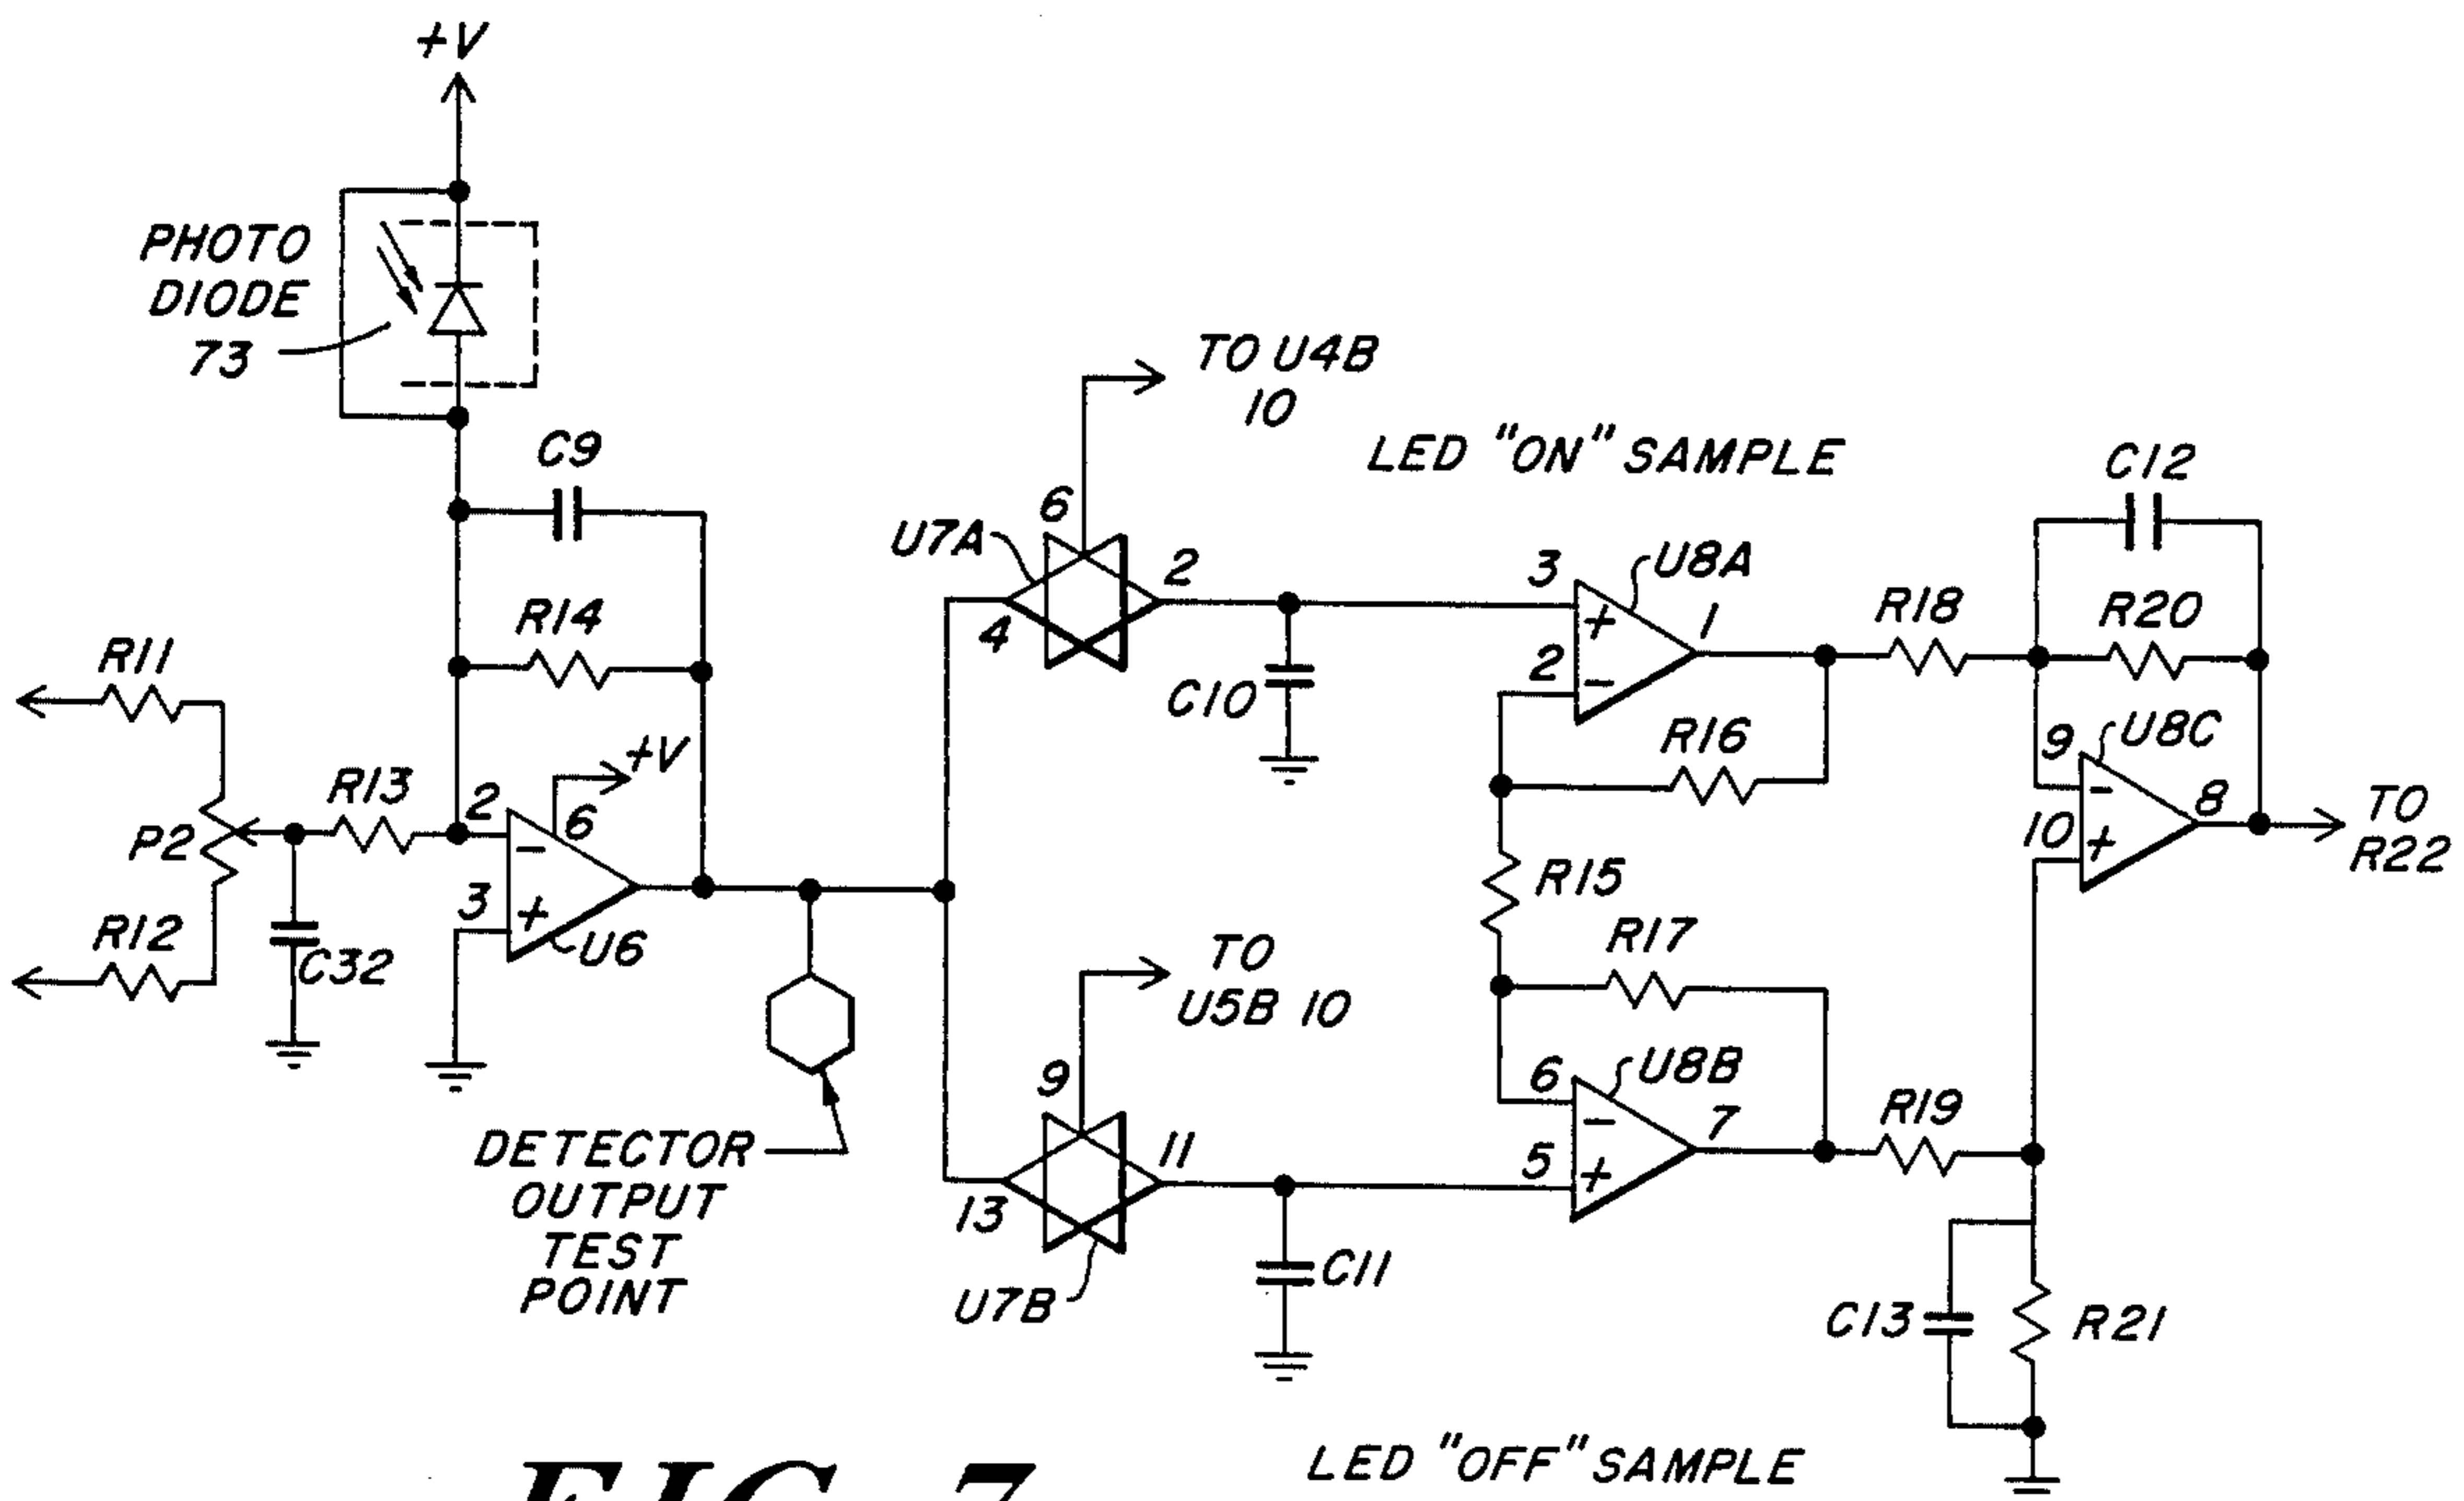 +V
PHOTO
DIODE
73
C9
R14
R11
P2
R13
R12
C32
2
3
-
+
+V
6
U6
DETECTOR
OUTPUT
TEST
POINT
TO U4B
10
6
U7A
4
2
C10
TO
U5B 10
9
13
11
U7B
C11
LED "ON" SAMPLE
3
2
+
-
U8A
1
R16
R15
R17
6
5
-
+
U8B
7
R18
C12
R20
9
10
-
+
U8C
8
TO
R22
R19
C13
R21
LED "OFF" SAMPLE
FIG. 7